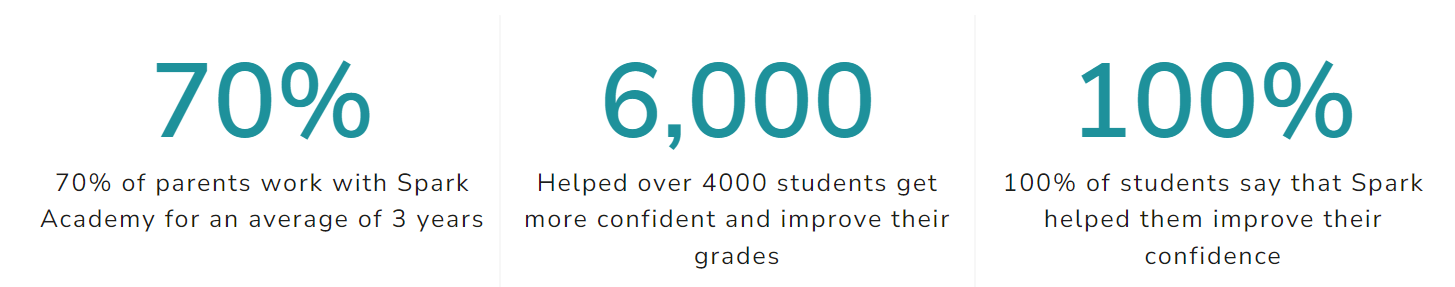 70%
70% of parents work with Spark
Academy for an average of 3 years
6,000
Helped over 4000 students get
more confident and improve their
grades
100%
100% of students say that Spark
helped them improve their
confidence